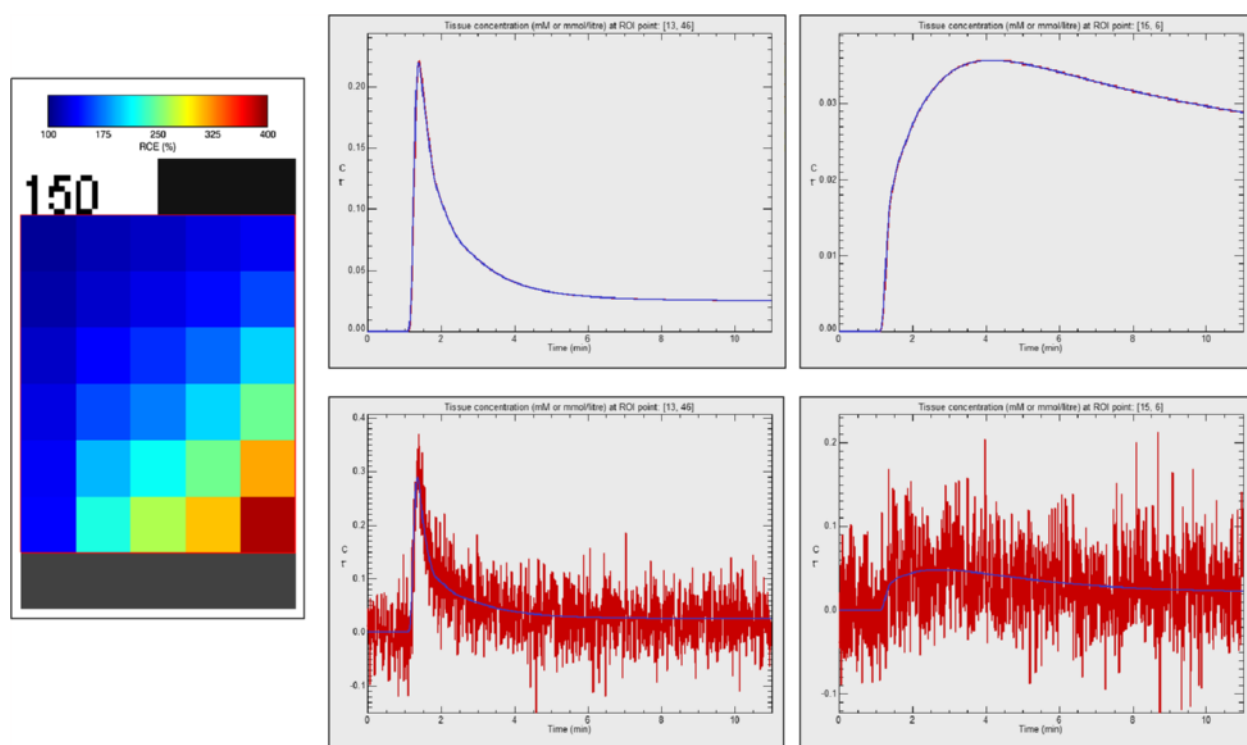 100 175 250 325 400
RCE (%)
150
Tissue concentration (mM or mmol/litre) at ROI point: [13, 46]
0.20
0.15
C
T
0.10
0.05
0.00
0 2 4 6 8 10
Time (min)
Tissue concentration (mM or mmol/litre) at ROI point: [15, 6]
0.03
C
T
0.02
0.01
0.00
0 2 4 6 8 10
Time (min)
Tissue concentration (mM or mmol/litre) at ROI point: [13, 46]
0.4
0.3
0.2
C
T
0.1
0.0
-0.1
0 2 4 6 8 10
Time (min)
Tissue concentration (mM or mmol/litre) at ROI point: [15, 6]
0.2
0.1
C
T
0.0
-0.1
0 2 4 6 8 10
Time (min)